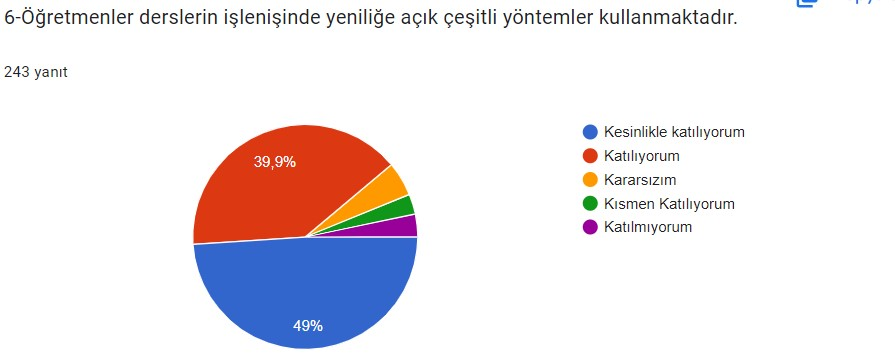 6-Öğretmenler derslerin işlenişinde yeniliğe açık çeşitli yöntemler kullanmaktadır.
243 yanıt
Kesinlikle katılıyorum
Katılıyorum
Kararsızım
Kısmen Katılıyorum
Katılmıyorum
39,9%
49%